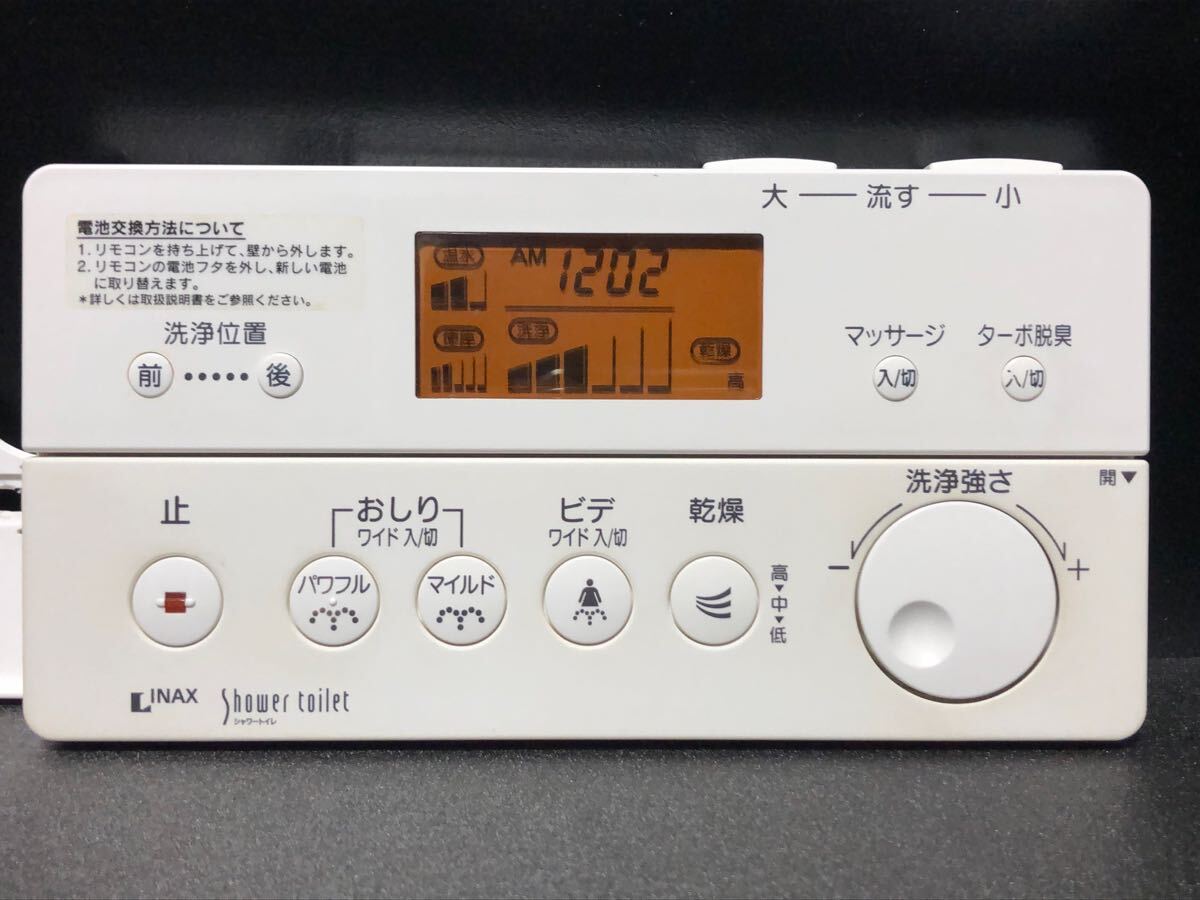 大 流す 小
電池交換方法について
1. リモコンを持ち上げて、壁から外します。
2. リモコンの電池フタを外し、新しい電池
に取り替えます。
*詳しくは取扱説明書をご参照ください。
温水 AM 1202
便座 洗浄 乾燥
高
洗浄位置
前 後
マッサージ ターボ脱臭
入/切 入/切
洗浄強さ 開▼
− +
止 おしり ビデ 乾燥
ワイド 入/切 ワイド 入/切
パワフル マイルド
高▼中▼低
INAX Shower toilet
シャワートイレ